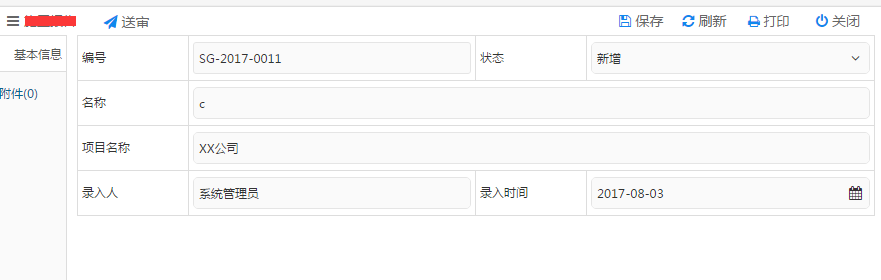 送审 保存 刷新 打印 关闭
基本信息
编号 SG-2017-0011 状态 新增
附件(0)
名称 c
项目名称 XX公司
录入人 系统管理员 录入时间 2017-08-03